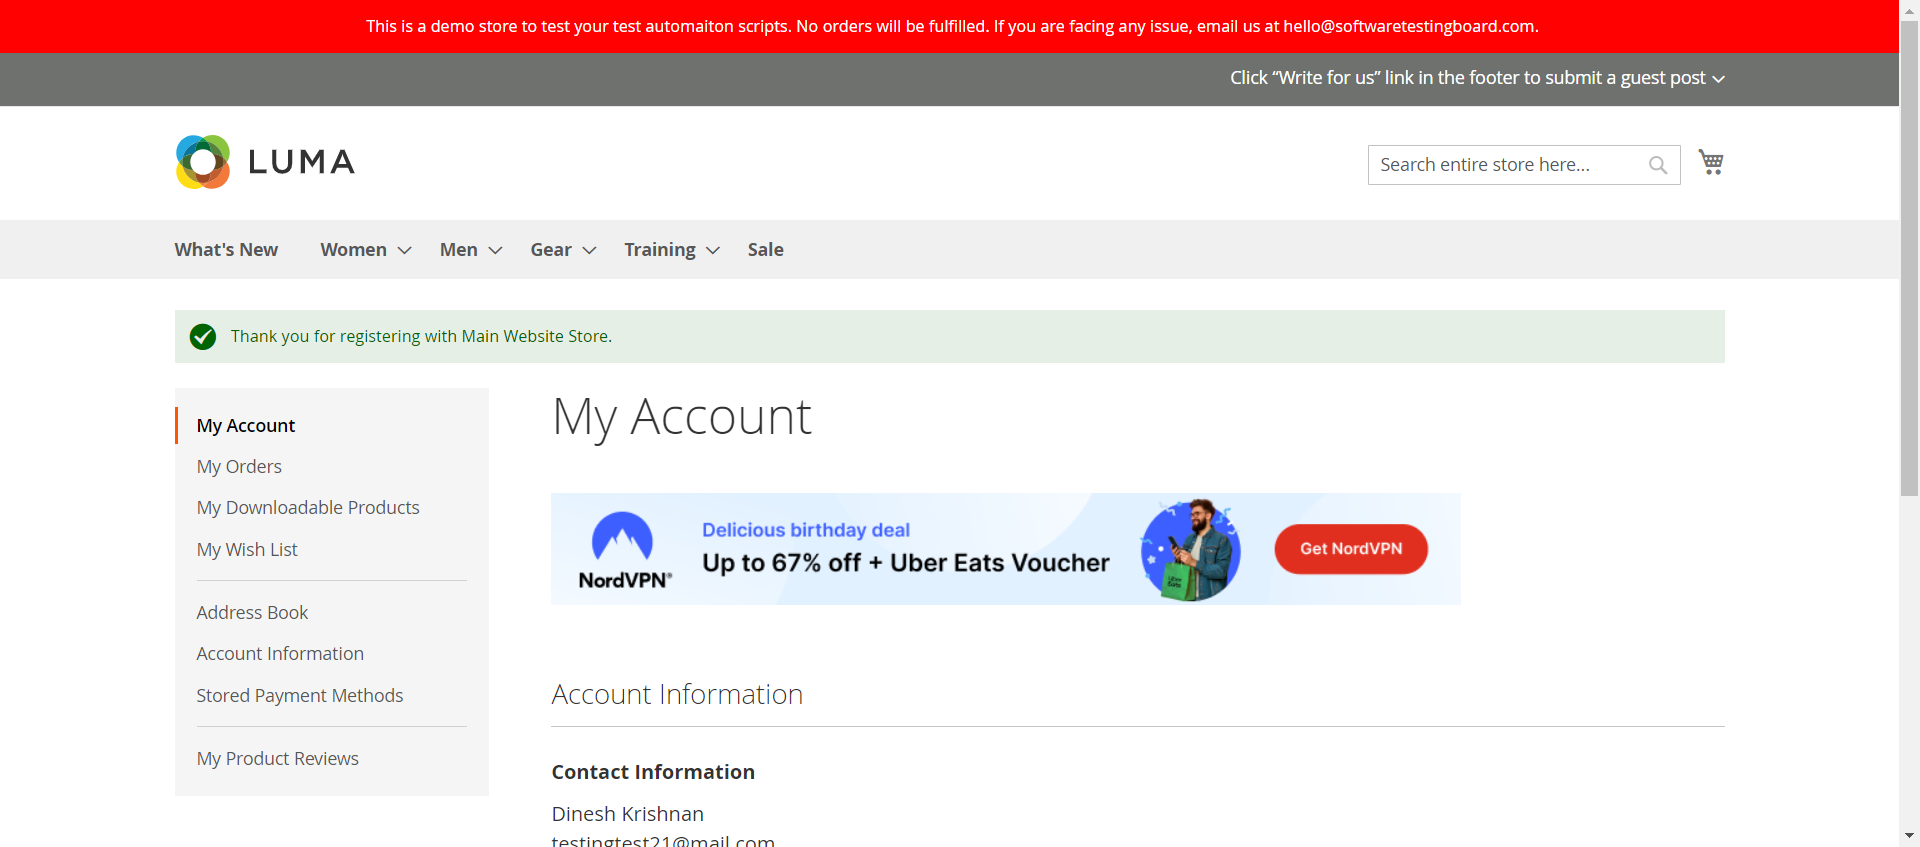 This is a demo store to test your test automaiton scripts. No orders will be fulfilled. If you are facing any issue, email us at hello@softwaretestingboard.com.
Click “Write for us” link in the footer to submit a guest post
LUMA
Search entire store here...
What's New Women Men Gear Training Sale
Thank you for registering with Main Website Store.
My Account
My Orders
My Downloadable Products
My Wish List
Address Book
Account Information
Stored Payment Methods
My Product Reviews
My Account
NordVPN®
Delicious birthday deal
Up to 67% off + Uber Eats Voucher
Uber
Eats
Get NordVPN
Account Information
Contact Information
Dinesh Krishnan
testingtest21@mail.com